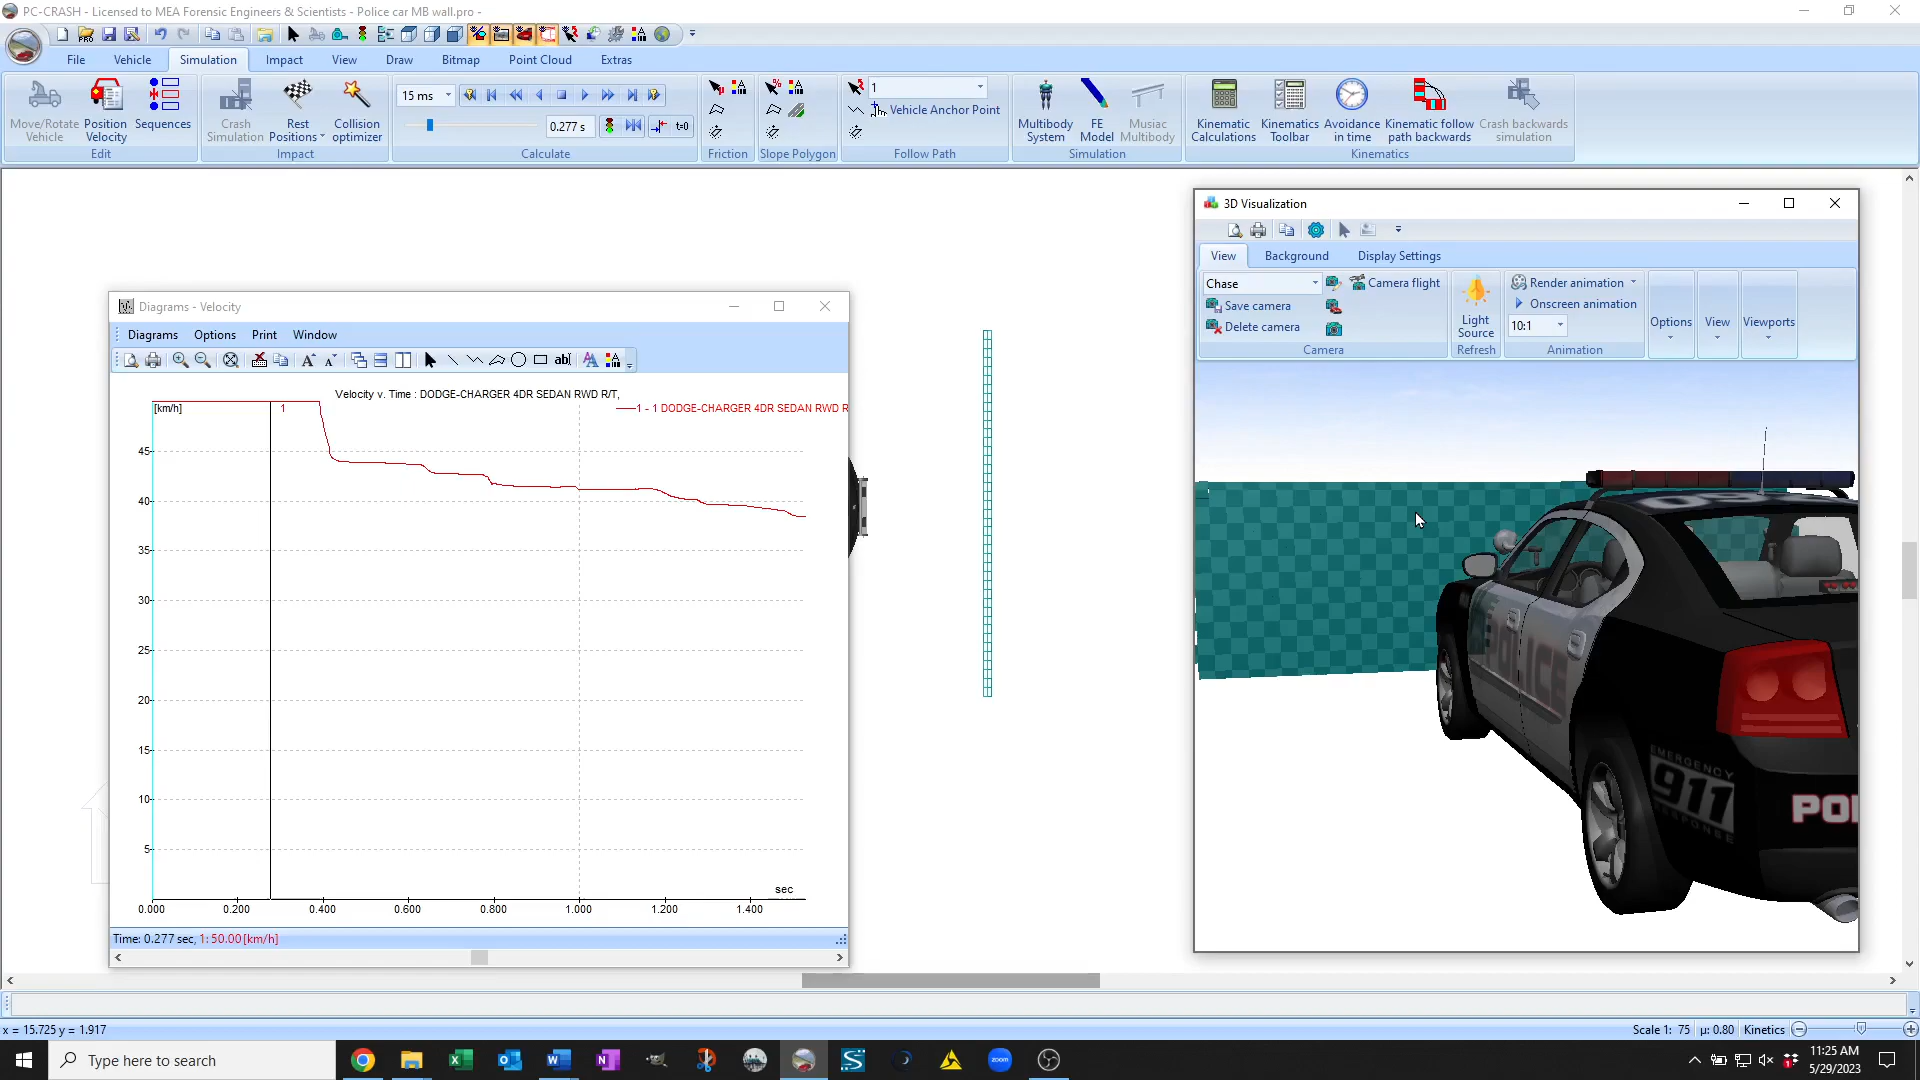 PC-CRASH - Licensed to MEA Forensic Engineers & Scientists - Police car MB wall.pro -
File Vehicle Simulation Impact View Draw Bitmap Point Cloud Extras
Move/Rotate Vehicle
Position Velocity
Sequences
Edit
Crash Simulation
Rest Positions
Collision optimizer
Impact
15 ms
0.277 s
t=0
Calculate
Friction
Slope Polygon
1
Vehicle Anchor Point
Follow Path
Multibody System
FE Model
Musiac Multibody
Simulation
Kinematic Calculations
Kinematics Toolbar
Avoidance in time
Kinematic follow path backwards
Crash backwards simulation
Kinematics
Diagrams - Velocity
Diagrams Options Print Window
ab
Velocity v. Time : DODGE-CHARGER 4DR SEDAN RWD R/T,
[km/h]
1
1 - 1 DODGE-CHARGER 4DR SEDAN RWD R
45
40
35
30
25
20
15
10
5
sec
0.000 0.200 0.400 0.600 0.800 1.000 1.200 1.400
Time: 0.277 sec, 1: 50.00 [km/h]
3D Visualization
View Background Display Settings
Chase
Camera flight
Save camera
Delete camera
Camera
Light Source
Refresh
Render animation
Onscreen animation
10:1
Animation
Options
View
Viewports
POLICE
EMERGENCY
911
RESPONSE
POL
x = 15.725 y = 1.917
Scale 1: 75 µ: 0.80 Kinetics
Type here to search
zoom
11:25 AM
5/29/2023